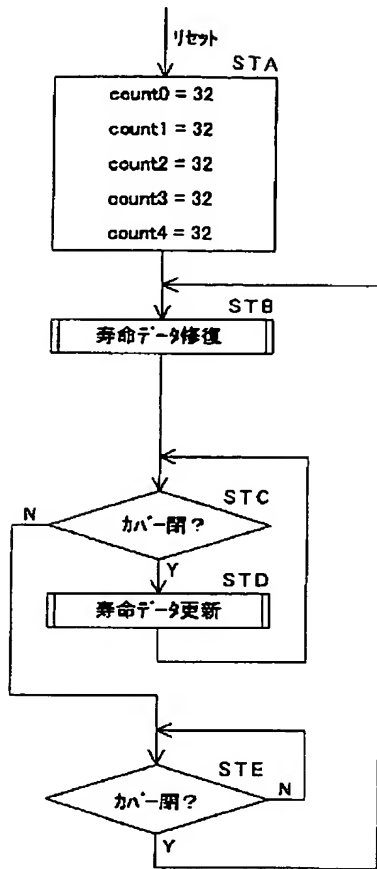 リセット
STA
count0 = 32
count1 = 32
count2 = 32
count3 = 32
count4 = 32
STB
寿命データ修復
STC
N
カバー閉?
Y
STD
寿命データ更新
STE
カバー閉?
N
Y